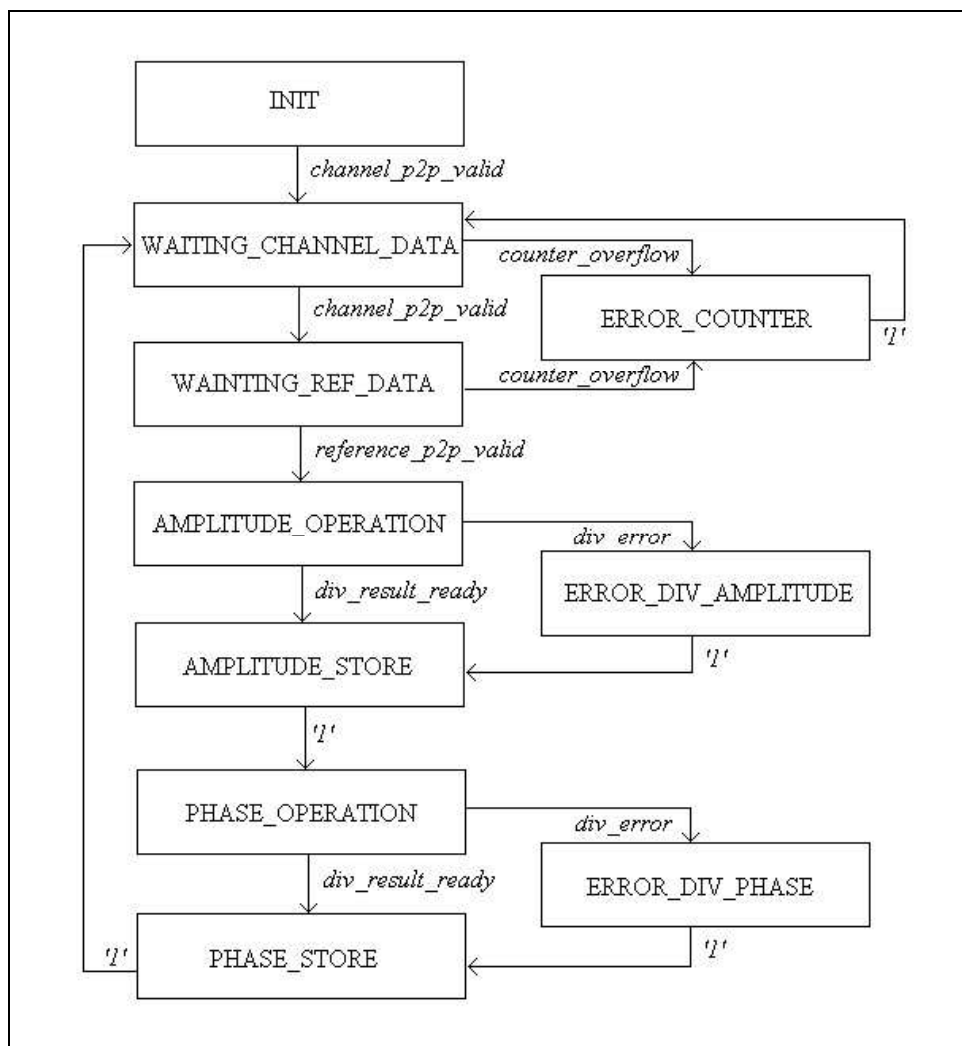 INIT
channel_p2p_valid
WAITING_CHANNEL_DATA
counter_overflow
ERROR_COUNTER
'1'
channel_p2p_valid
WAINTING_REF_DATA
counter_overflow
reference_p2p_valid
AMPLITUDE_OPERATION
div_error
ERROR_DIV_AMPLITUDE
div_result_ready
'1'
AMPLITUDE_STORE
'1'
PHASE_OPERATION
div_error
ERROR_DIV_PHASE
div_result_ready
'1'
PHASE_STORE
'1'